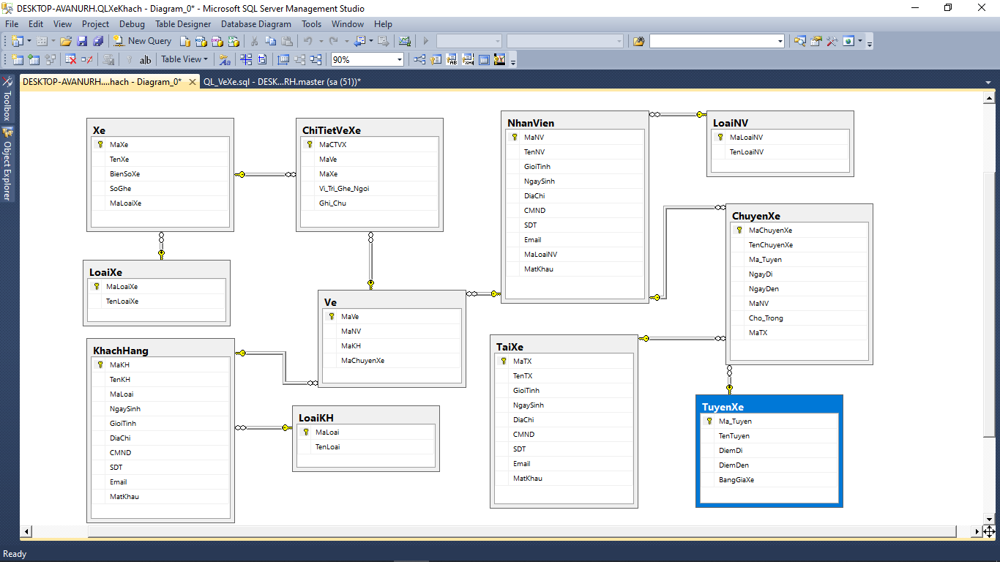 DESKTOP-AVANURH.QLXeKhach - Diagram_0* - Microsoft SQL Server Management Studio
File Edit View Project Debug Table Designer Database Diagram Tools Window Help
New Query
Table View 90%
DESKTOP-AVANURH....hach - Diagram_0* QL_VeXe.sql - DESK...RH.master (sa (51))*
Toolbox
Object Explorer
Xe
MaXe
TenXe
BienSoXe
SoGhe
MaLoaiXe
ChiTietVeXe
MaCTVX
MaVe
MaXe
Vi_Tri_Ghe_Ngoi
Ghi_Chu
NhanVien
MaNV
TenNV
GioiTinh
NgaySinh
DiaChi
CMND
SDT
Email
MaLoaiNV
MatKhau
LoaiNV
MaLoaiNV
TenLoaiNV
ChuyenXe
MaChuyenXe
TenChuyenXe
Ma_Tuyen
NgayDi
NgayDen
MaNV
Cho_Trong
MaTX
LoaiXe
MaLoaiXe
TenLoaiXe
Ve
MaVe
MaNV
MaKH
MaChuyenXe
KhachHang
MaKH
TenKH
MaLoai
NgaySinh
GioiTinh
DiaChi
CMND
SDT
Email
MatKhau
LoaiKH
MaLoai
TenLoai
TaiXe
MaTX
TenTX
GioiTinh
NgaySinh
DiaChi
CMND
SDT
Email
MatKhau
TuyenXe
Ma_Tuyen
TenTuyen
DiemDi
DiemDen
BangGiaXe
Ready